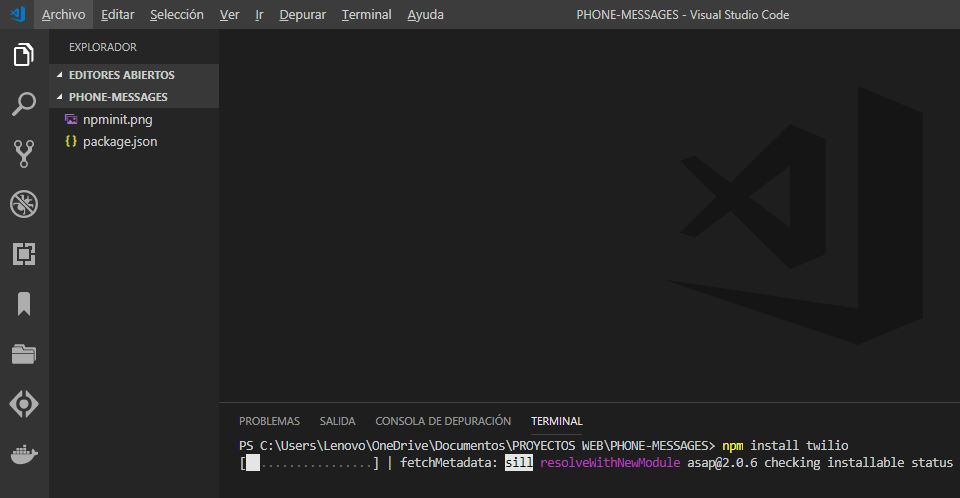 Archivo Editar Selección Ver Ir Depurar Terminal Ayuda PHONE-MESSAGES - Visual Studio Code
EXPLORADOR
EDITORES ABIERTOS
PHONE-MESSAGES
npminit.png
{ } package.json
PROBLEMAS SALIDA CONSOLA DE DEPURACIÓN TERMINAL
PS C:\Users\Lenovo\OneDrive\Documentos\PROYECTOS WEB\PHONE-MESSAGES> npm install twilio
[  ................] | fetchMetadata: sill resolveWithNewModule asap@2.0.6 checking installable status